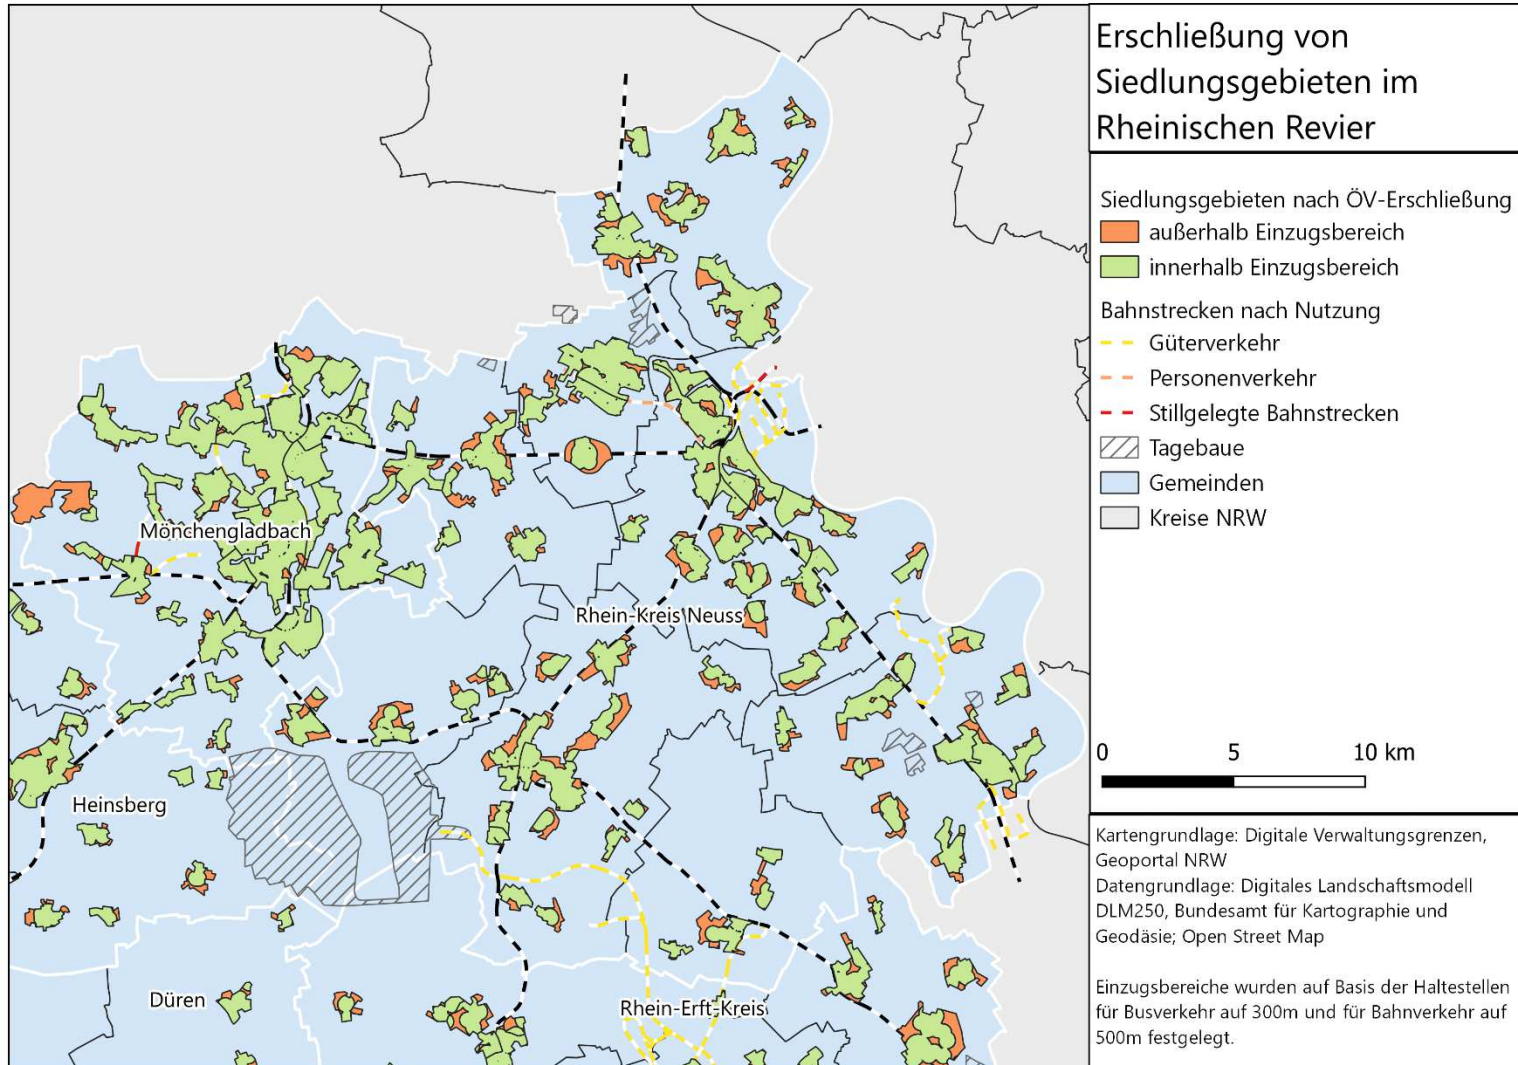 Erschließung von
Siedlungsgebieten im
Rheinischen Revier
Siedlungsgebieten nach ÖV-Erschließung
außerhalb Einzugsbereich
innerhalb Einzugsbereich
Bahnstrecken nach Nutzung
Güterverkehr
Personenverkehr
Stillgelegte Bahnstrecken
Tagebaue
Gemeinden
Kreise NRW
Mönchengladbach
Rhein-Kreis Neuss
Heinsberg
Düren
Rhein-Erft-Kreis
0 5 10 km
Kartengrundlage: Digitale Verwaltungsgrenzen,
Geoportal NRW
Datengrundlage: Digitales Landschaftsmodell
DLM250, Bundesamt für Kartographie und
Geodäsie; Open Street Map
Einzugsbereiche wurden auf Basis der Haltestellen
für Busverkehr auf 300m und für Bahnverkehr auf
500m festgelegt.